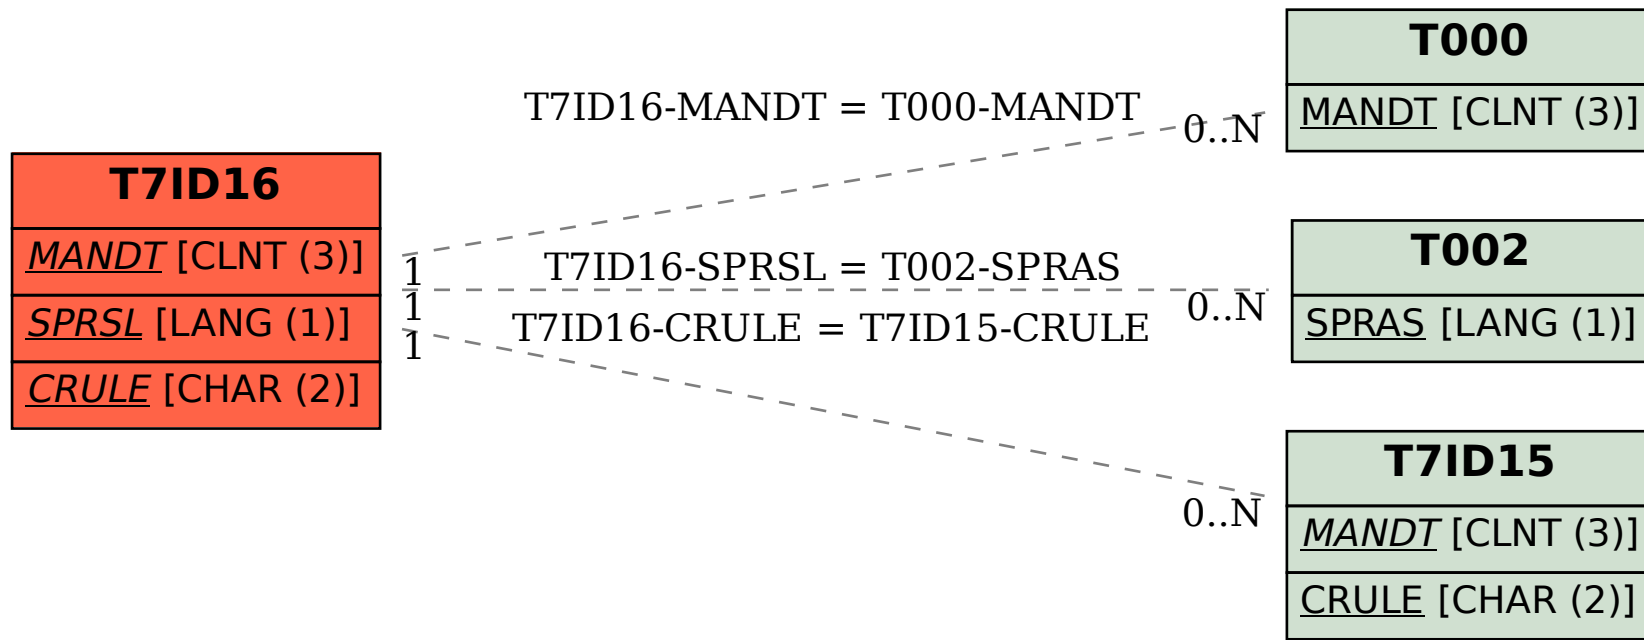 T7ID16
MANDT [CLNT (3)]
SPRSL [LANG (1)]
CRULE [CHAR (2)]
T7ID16-MANDT = T000-MANDT
1
0..N
T7ID16-SPRSL = T002-SPRAS
1
0..N
T7ID16-CRULE = T7ID15-CRULE
1
0..N
T000
MANDT [CLNT (3)]
T002
SPRAS [LANG (1)]
T7ID15
MANDT [CLNT (3)]
CRULE [CHAR (2)]